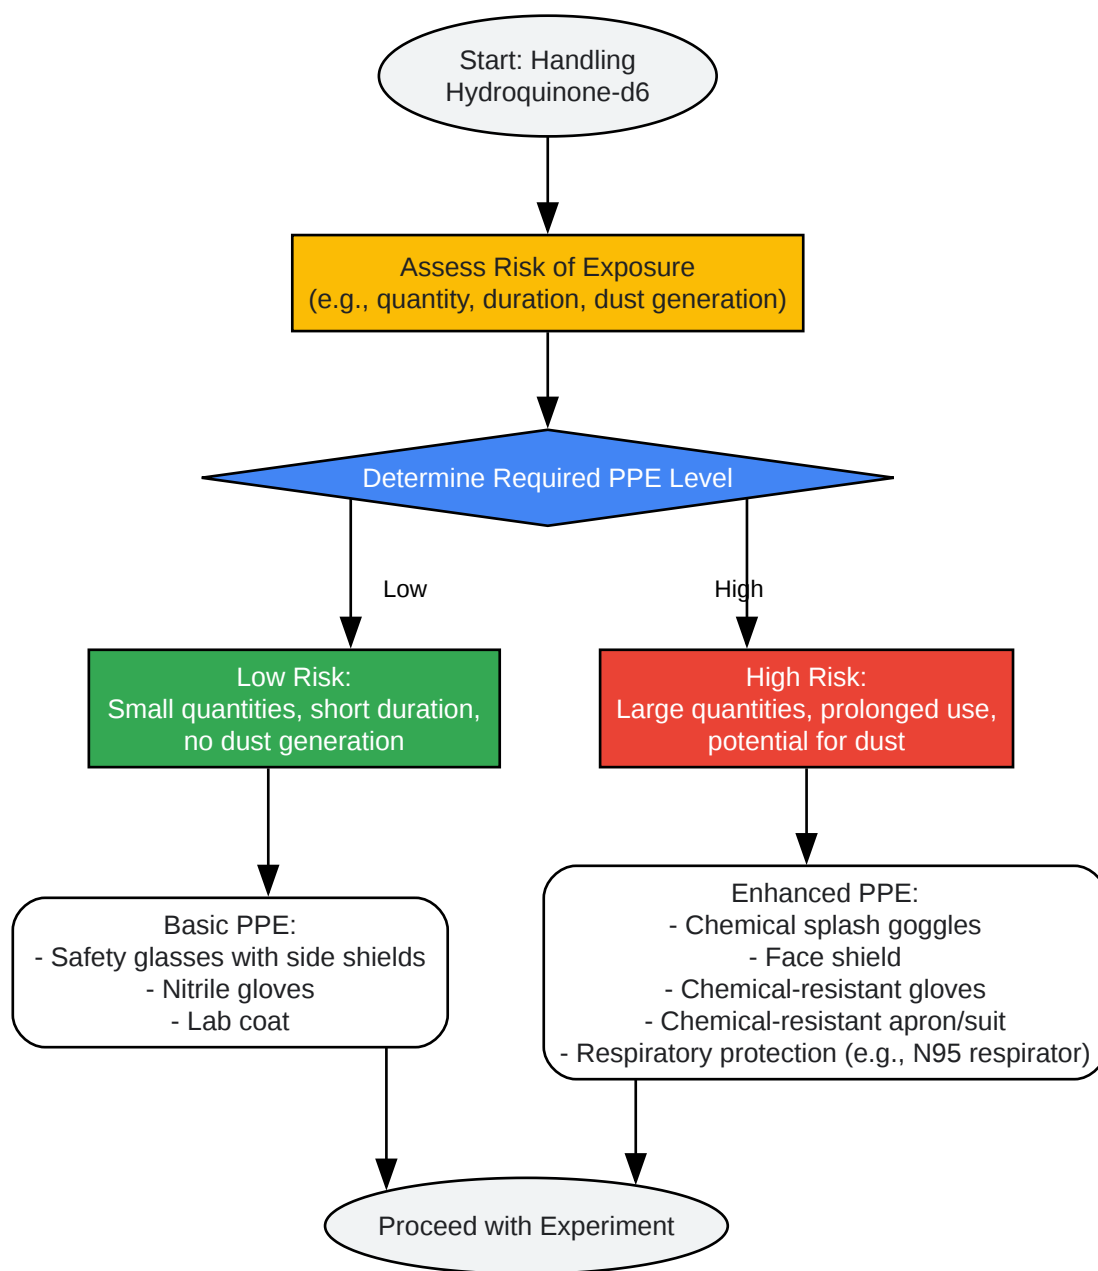 Start: Handling
Hydroquinone-d6
Assess Risk of Exposure
(e.g., quantity, duration, dust generation)
Determine Required PPE Level
Low
High
Low Risk:
Small quantities, short duration,
no dust generation
High Risk:
Large quantities, prolonged use,
potential for dust
Basic PPE:
- Safety glasses with side shields
- Nitrile gloves
- Lab coat
Enhanced PPE:
- Chemical splash goggles
- Face shield
- Chemical-resistant gloves
- Chemical-resistant apron/suit
- Respiratory protection (e.g., N95 respirator)
Proceed with Experiment